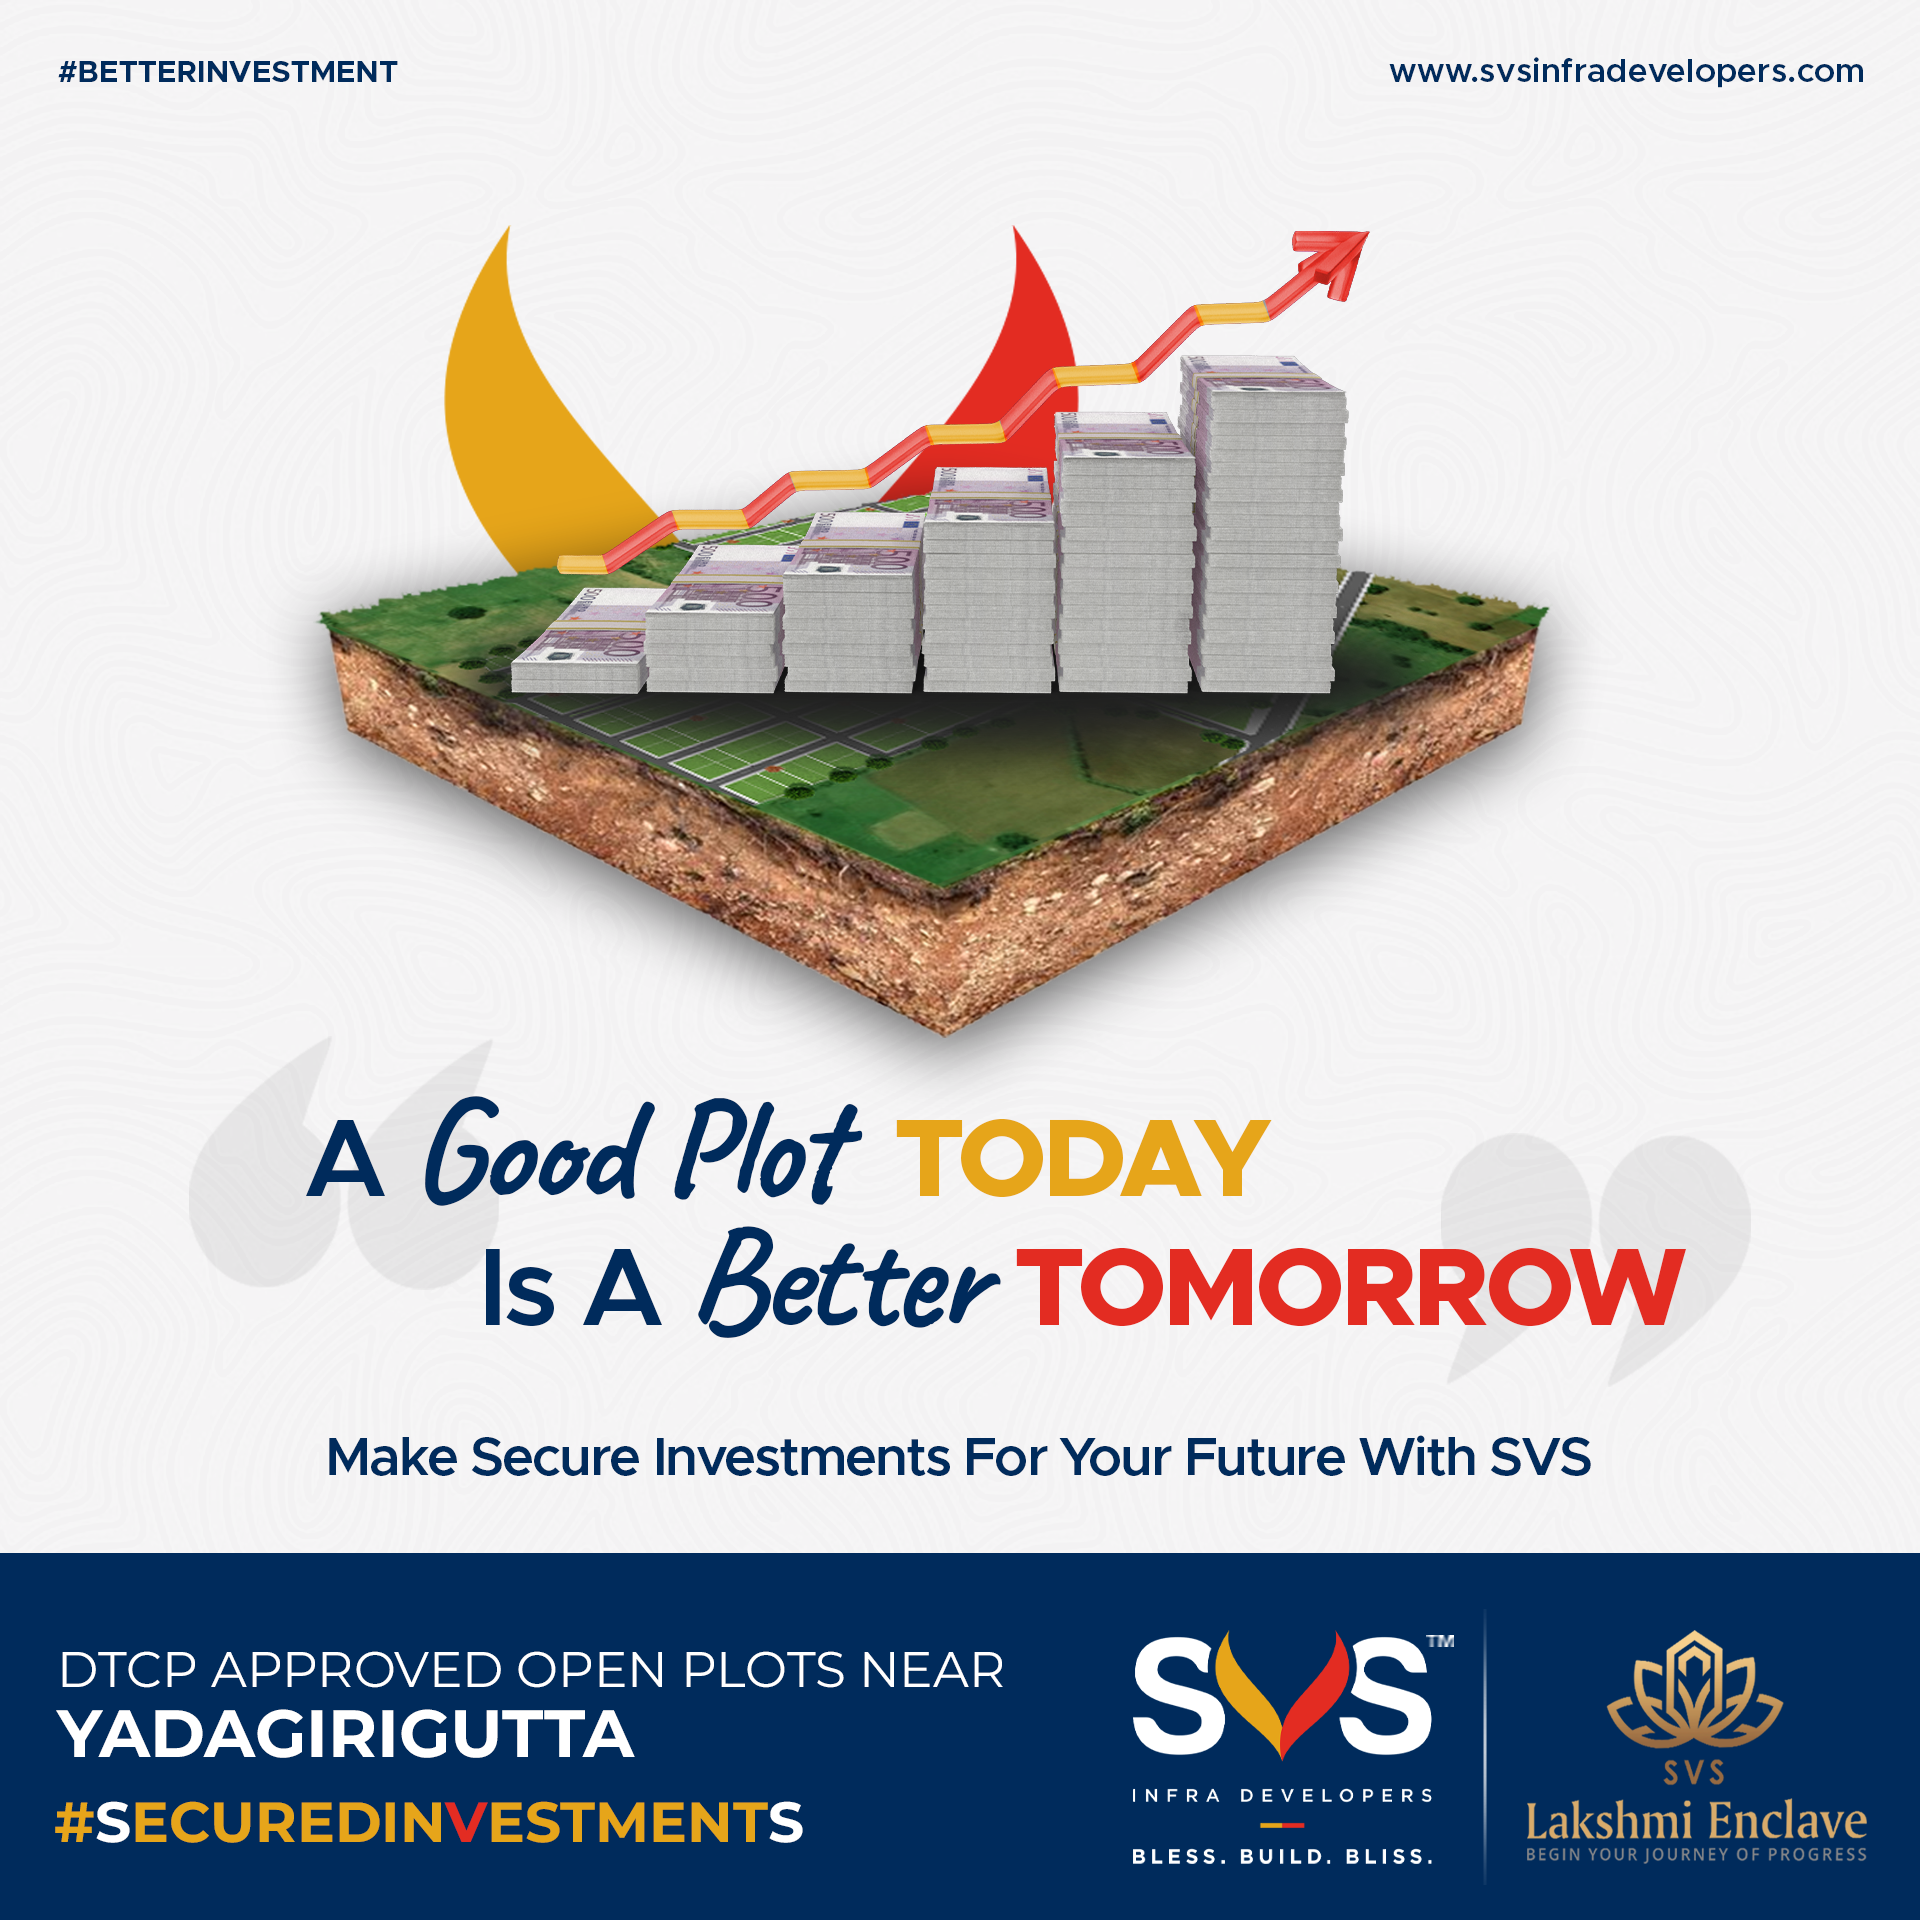 #BETTERINVESTMENT
www.svsinfradevelopers.com
A Good Plot TODAY
Is A Better TOMORROW
Make Secure Investments For Your Future With SVS
DTCP APPROVED OPEN PLOTS NEAR
YADAGIRIGUTTA
#SECUREDINVESTMENTS
SVS™
INFRA DEVELOPERS
BLESS. BUILD. BLISS.
SVS
Lakshmi Enclave
BEGIN YOUR JOURNEY OF PROGRESS